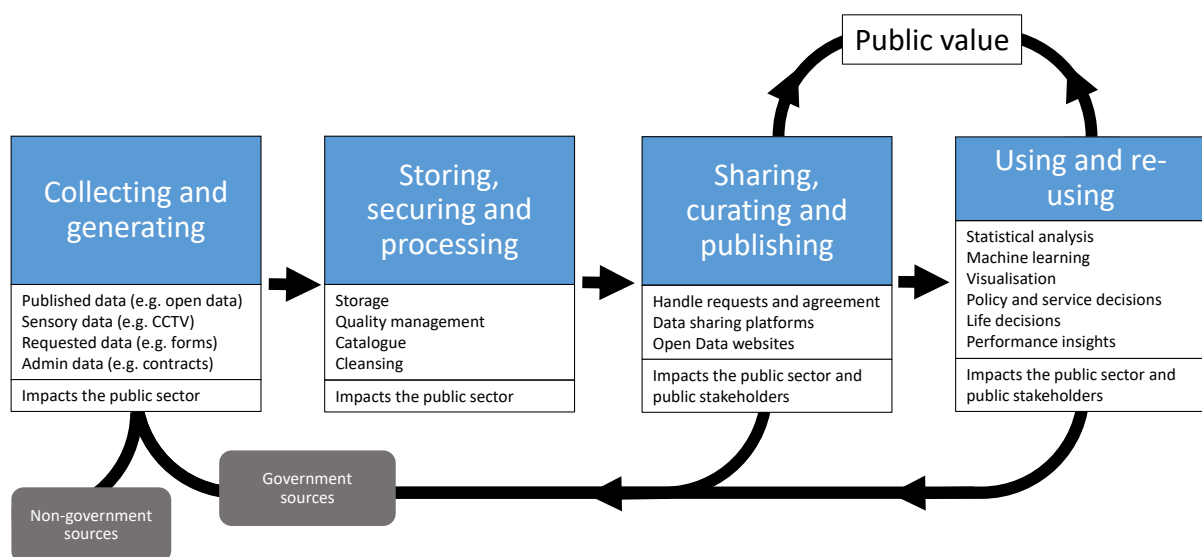 Public value
Collecting and
generating
Published data (e.g. open data)
Sensory data (e.g. CCTV)
Requested data (e.g. forms)
Admin data (e.g. contracts)
Impacts the public sector
Storing,
securing and
processing
Storage
Quality management
Catalogue
Cleansing
Impacts the public sector
Sharing,
curating and
publishing
Handle requests and agreement
Data sharing platforms
Open Data websites
Impacts the public sector and
public stakeholders
Using and re-
using
Statistical analysis
Machine learning
Visualisation
Policy and service decisions
Life decisions
Performance insights
Impacts the public sector and
public stakeholders
Government
sources
Non-government
sources